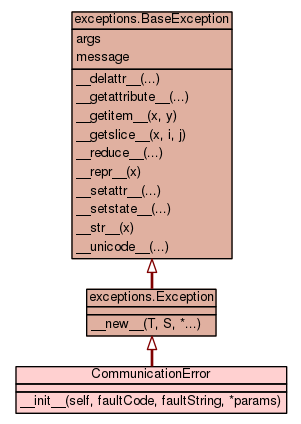 exceptions.BaseException
args
message
__delattr__(...)
__getattribute__(...)
__getitem__(x, y)
__getslice__(x, i, j)
__reduce__(...)
__repr__(x)
__setattr__(...)
__setstate__(...)
__str__(x)
__unicode__(...)
exceptions.Exception
__new__(T, S, *...)
CommunicationError
__init__(self, faultCode, faultString, *params)